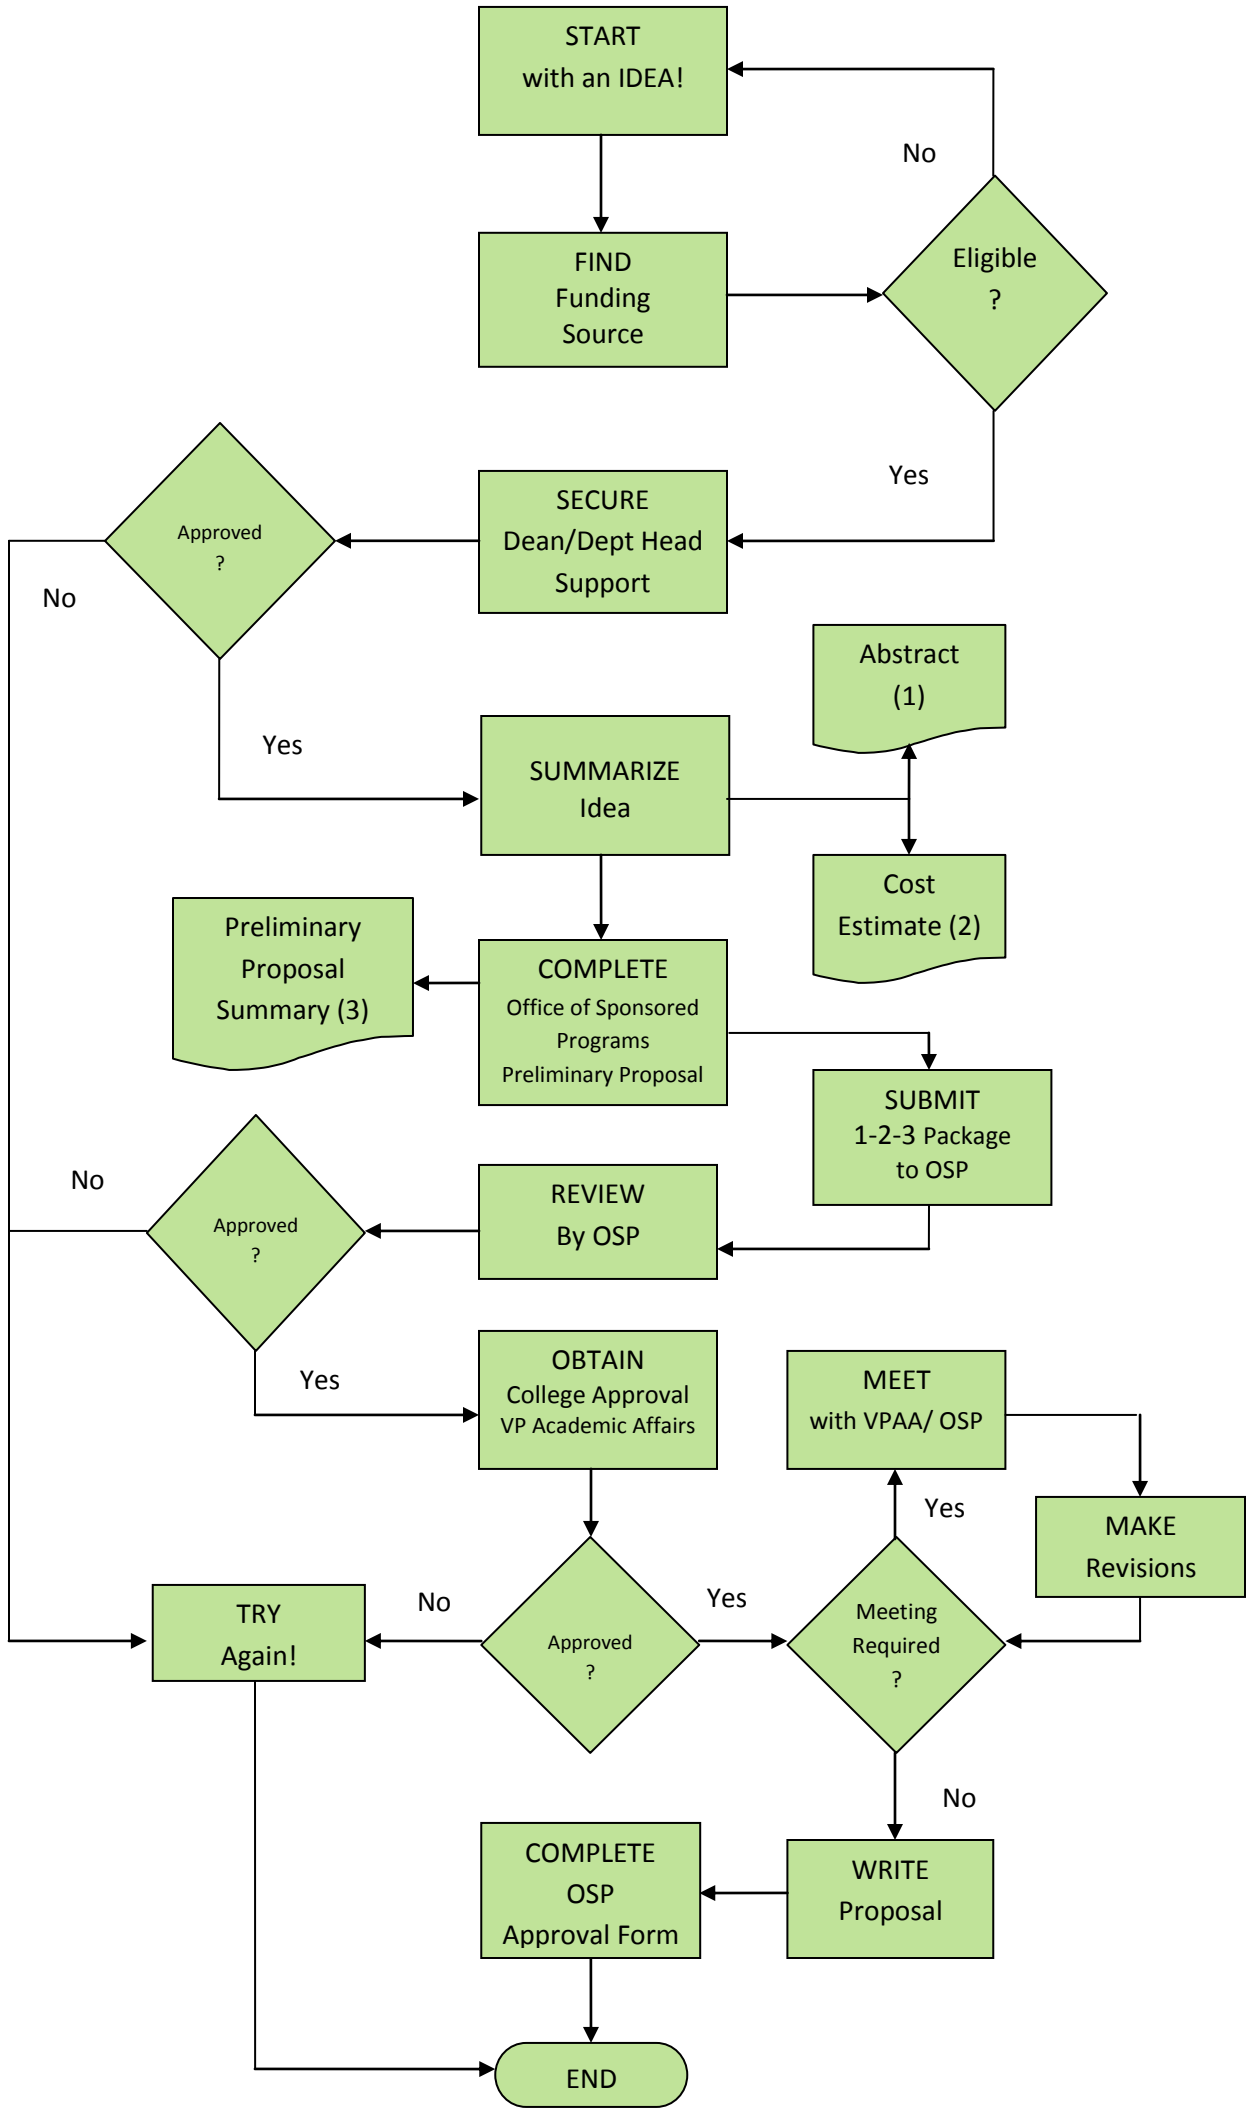 START
with an IDEA!
No
FIND
Funding
Source
Eligible
?
Yes
SECURE
Dean/Dept Head
Support
Approved
?
No
Yes
Abstract
(1)
SUMMARIZE
Idea
Cost
Estimate (2)
Preliminary
Proposal
Summary (3)
COMPLETE
Office of Sponsored
Programs
Preliminary Proposal
SUBMIT
1-2-3 Package
to OSP
REVIEW
By OSP
Approved
?
No
Yes
OBTAIN
College Approval
VP Academic Affairs
MEET
with VPAA/ OSP
Yes
MAKE
Revisions
TRY
Again!
No
Approved
?
Yes
Meeting
Required
?
No
COMPLETE
OSP
Approval Form
WRITE
Proposal
END